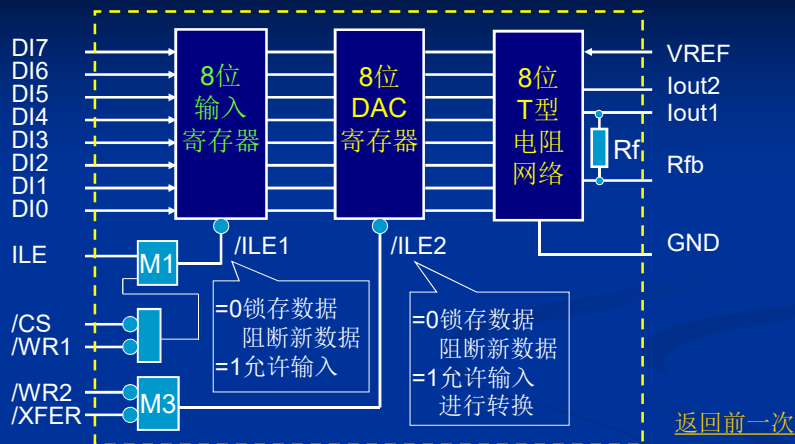 DI7
DI6
DI5
DI4
DI3
DI2
DI1
DI0
ILE
/CS
/WR1
/WR2
/XFER
8位
输入
寄存器
8位
DAC
寄存器
8位
T型
电阻
网络
VREF
Iout2
Iout1
Rf
Rfb
GND
M1
/ILE1
/ILE2
=0锁存数据
阻断新数据
=1允许输入
=0锁存数据
阻断新数据
=1允许输入
进行转换
M3
返回前一次